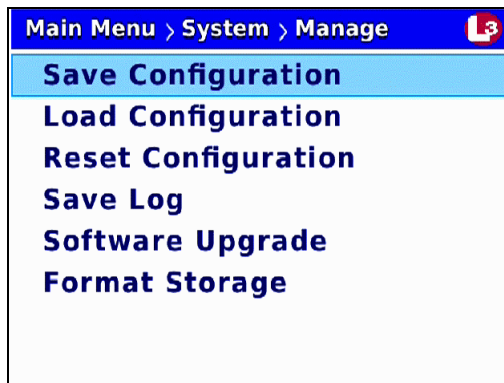 Main Menu > System > Manage L3
Save Configuration
Load Configuration
Reset Configuration
Save Log
Software Upgrade
Format Storage